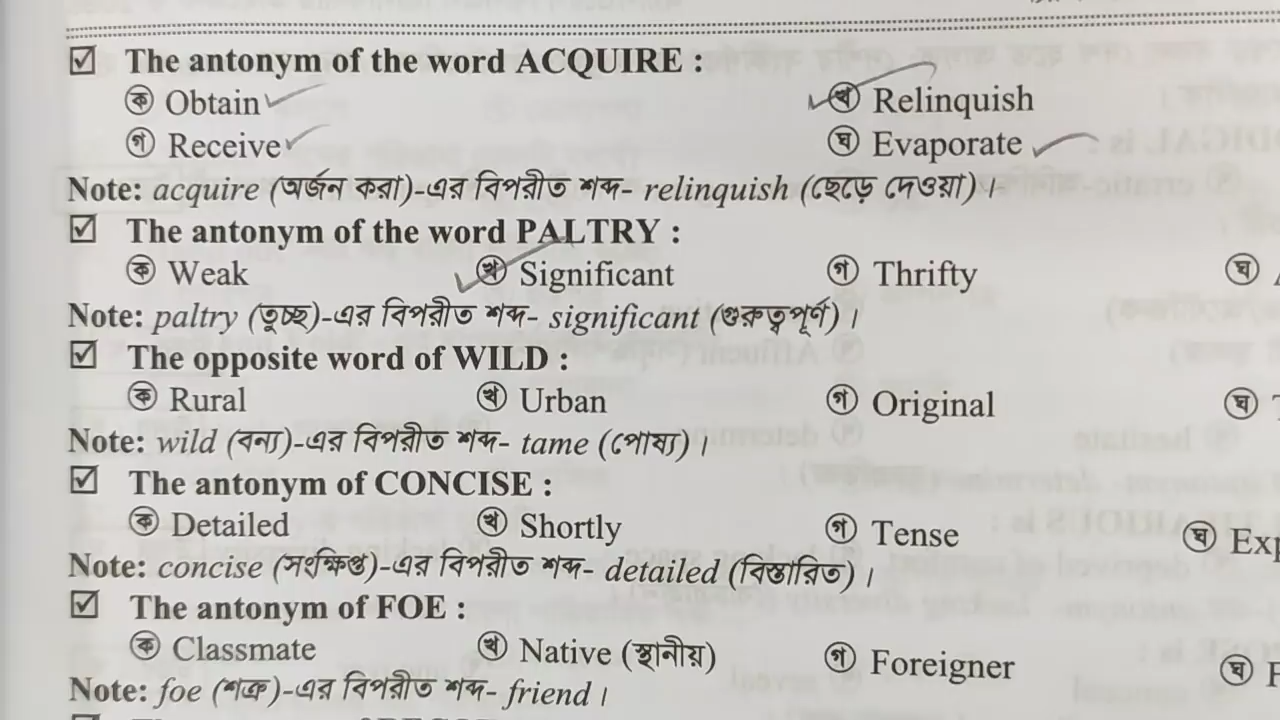 The antonym of the word ACQUIRE :
ক Obtain খ Relinquish
গ Receive ঘ Evaporate
Note: acquire (অর্জন করা)-এর বিপরীত শব্দ- relinquish (ছেড়ে দেওয়া)।
The antonym of the word PALTRY :
ক Weak খ Significant গ Thrifty ঘ
Note: paltry (তুচ্ছ)-এর বিপরীত শব্দ- significant (গুরুত্বপূর্ণ)।
The opposite word of WILD :
ক Rural খ Urban গ Original ঘ
Note: wild (বন্য)-এর বিপরীত শব্দ- tame (পোষ্য)।
The antonym of CONCISE :
ক Detailed খ Shortly গ Tense ঘ
Note: concise (সংক্ষিপ্ত)-এর বিপরীত শব্দ- detailed (বিস্তারিত)।
The antonym of FOE :
ক Classmate খ Native (স্থানীয়) গ Foreigner ঘ
Note: foe (শত্রু)-এর বিপরীত শব্দ- friend।